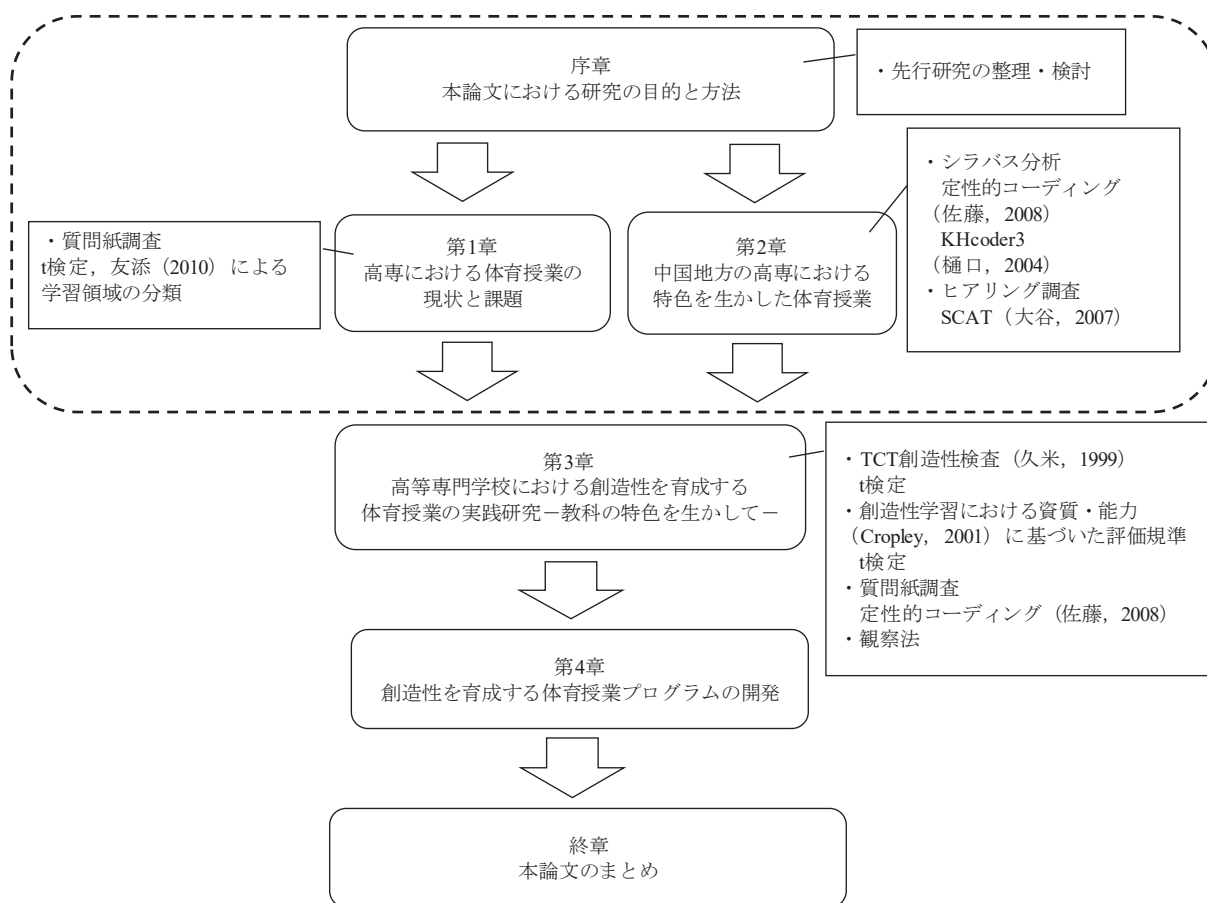 序章
本論文における研究の目的と方法
・先行研究の整理・検討
・シラバス分析
定性的コーディング
（佐藤，2008）
KHcoder3
（樋口，2004）
・ヒアリング調査
SCAT（大谷，2007）
・質問紙調査
t検定，友添（2010）による
学習領域の分類
第1章
高専における体育授業の
現状と課題
第2章
中国地方の高専における
特色を生かした体育授業
第3章
高等専門学校における創造性を育成する
体育授業の実践研究－教科の特色を生かして－
・TCT創造性検査（久米，1999）
t検定
・創造性学習における資質・能力
（Cropley，2001）に基づいた評価規準
t検定
・質問紙調査
定性的コーディング（佐藤，2008）
・観察法
第4章
創造性を育成する体育授業プログラムの開発
終章
本論文のまとめ